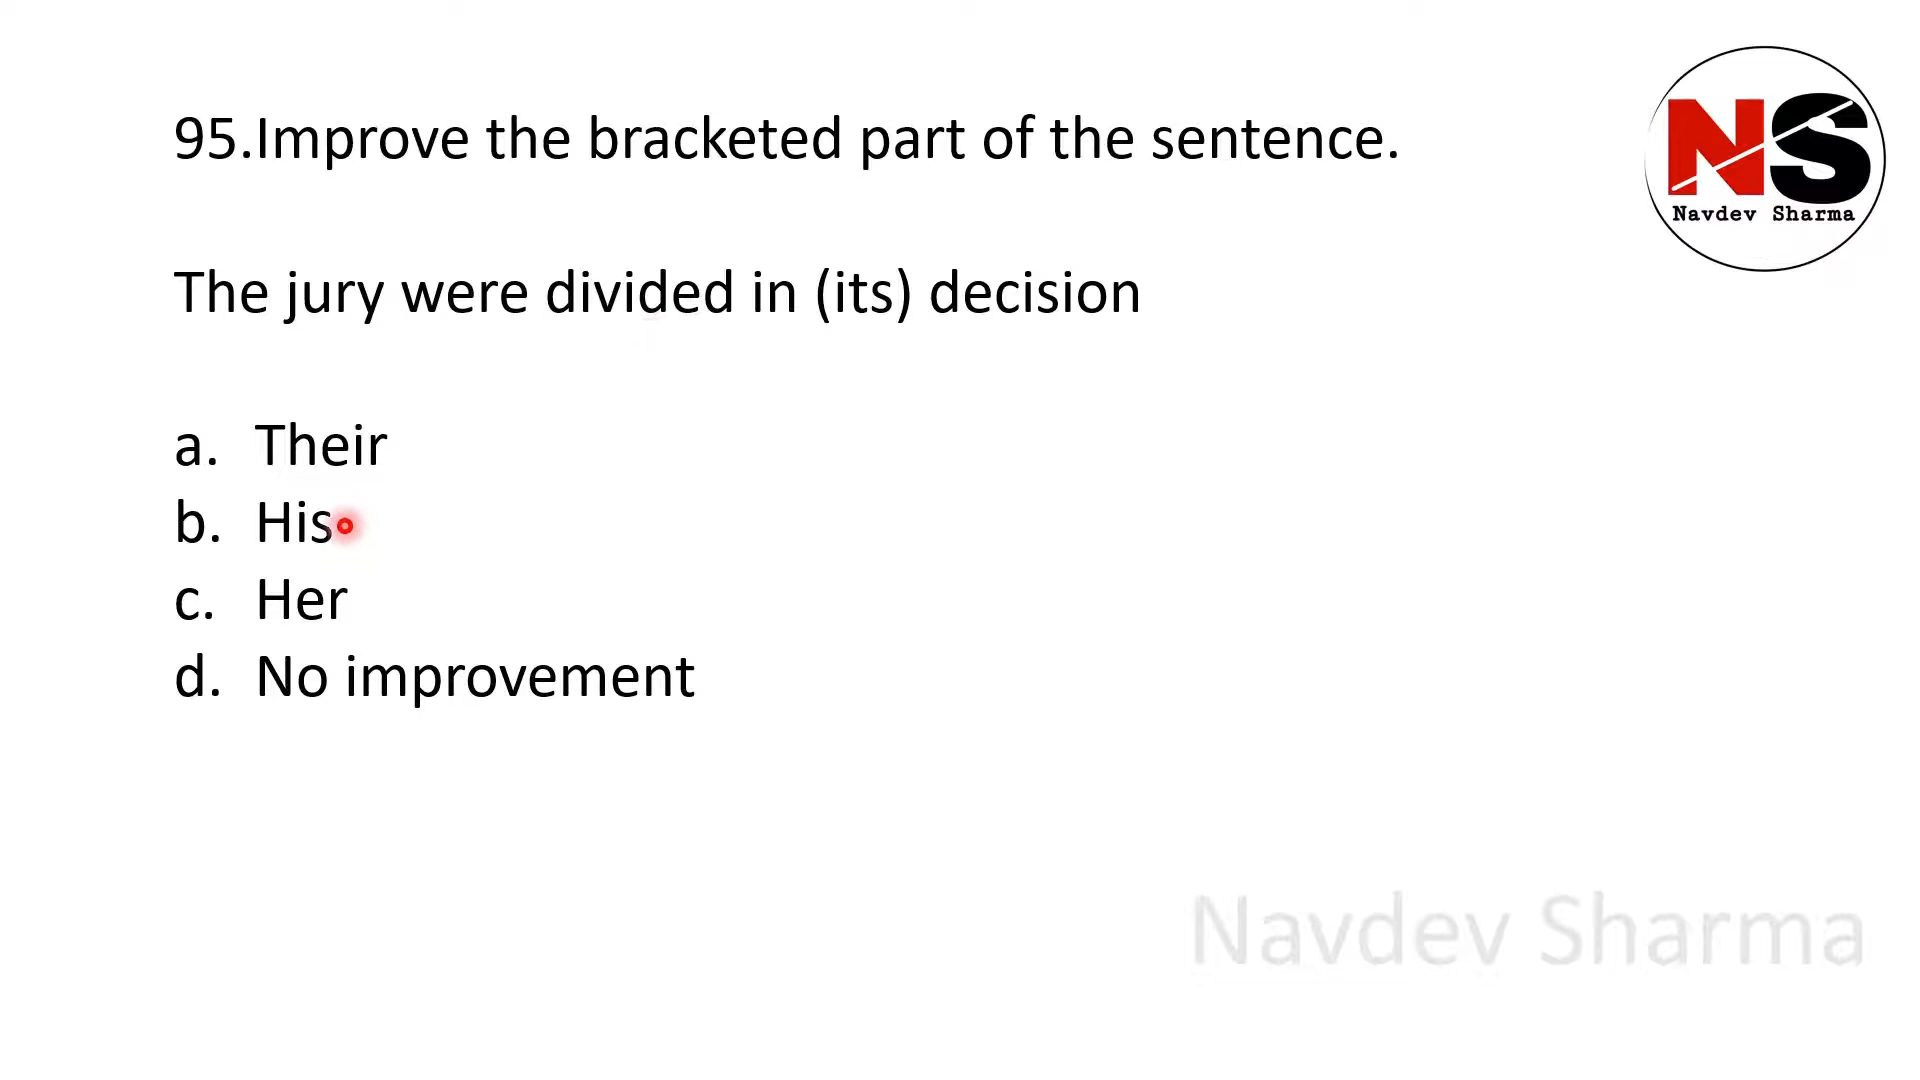 95.Improve the bracketed part of the sentence.
NS
Navdev Sharma
The jury were divided in (its) decision
a. Their
b. His
c. Her
d. No improvement
Navdev Sharma